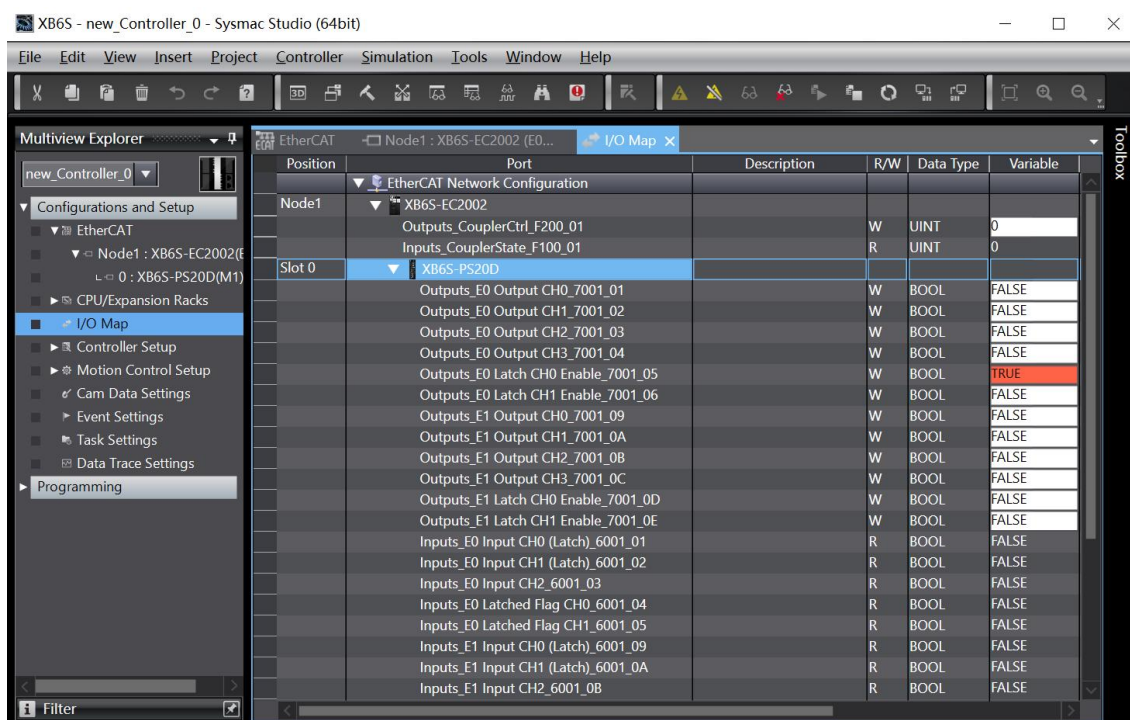 XB6S - new_Controller_0 - Sysmac Studio (64bit)
File Edit View Insert Project Controller Simulation Tools Window Help
Multiview Explorer
new_Controller_0
Configurations and Setup
EtherCAT
Node1 : XB6S-EC2002(E
0 : XB6S-PS20D(M1)
CPU/Expansion Racks
I/O Map
Controller Setup
Motion Control Setup
Cam Data Settings
Event Settings
Task Settings
Data Trace Settings
Programming
Filter
EtherCAT Node1 : XB6S-EC2002 (E0... I/O Map
Position Port Description R/W Data Type Variable
EtherCAT Network Configuration
Node1 XB6S-EC2002
Outputs_CouplerCtrl_F200_01 W UINT 0
Inputs_CouplerState_F100_01 R UINT 0
Slot 0 XB6S-PS20D
Outputs_E0 Output CH0_7001_01 W BOOL FALSE
Outputs_E0 Output CH1_7001_02 W BOOL FALSE
Outputs_E0 Output CH2_7001_03 W BOOL FALSE
Outputs_E0 Output CH3_7001_04 W BOOL FALSE
Outputs_E0 Latch CH0 Enable_7001_05 W BOOL TRUE
Outputs_E0 Latch CH1 Enable_7001_06 W BOOL FALSE
Outputs_E1 Output CH0_7001_09 W BOOL FALSE
Outputs_E1 Output CH1_7001_0A W BOOL FALSE
Outputs_E1 Output CH2_7001_0B W BOOL FALSE
Outputs_E1 Output CH3_7001_0C W BOOL FALSE
Outputs_E1 Latch CH0 Enable_7001_0D W BOOL FALSE
Outputs_E1 Latch CH1 Enable_7001_0E W BOOL FALSE
Inputs_E0 Input CH0 (Latch)_6001_01 R BOOL FALSE
Inputs_E0 Input CH1 (Latch)_6001_02 R BOOL FALSE
Inputs_E0 Input CH2_6001_03 R BOOL FALSE
Inputs_E0 Latched Flag CH0_6001_04 R BOOL FALSE
Inputs_E0 Latched Flag CH1_6001_05 R BOOL FALSE
Inputs_E1 Input CH0 (Latch)_6001_09 R BOOL FALSE
Inputs_E1 Input CH1 (Latch)_6001_0A R BOOL FALSE
Inputs_E1 Input CH2_6001_0B R BOOL FALSE
Toolbox